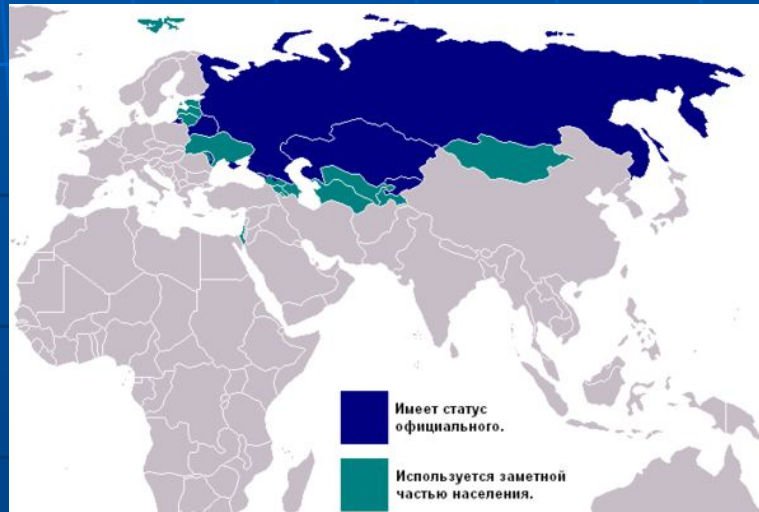 Имеет статус
официального.
Используется заметной
частью населения.